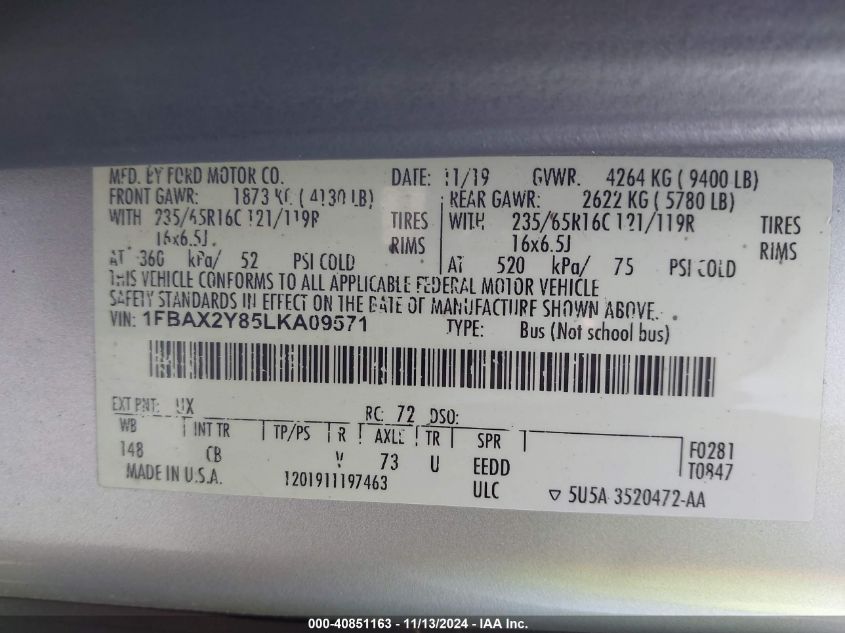 MFD. BY FORD MOTOR CO. DATE: 11/19 GVWR. 4264 KG ( 9400 LB)
FRONT GAWR: 1873 KG ( 4130 LB) REAR GAWR: 2622 KG ( 5780 LB)
WITH 235/65R16C 121/119R TIRES WITH 235/65R16C 121/119R TIRES
16x6.5J RIMS 16x6.5J RIMS
AT 360 kPa/ 52 PSI COLD AT 520 kPa/ 75 PSI COLD
THIS VEHICLE CONFORMS TO ALL APPLICABLE FEDERAL MOTOR VEHICLE
SAFETY STANDARDS IN EFFECT ON THE DATE OF MANUFACTURE SHOWN ABOVE.
VIN: 1FBAX2Y85LKA09571 TYPE: Bus (Not school bus)
EXT PNT: UX RC: 72 DSO:
WB INT TR TP/PS R AXLE TR SPR F0281
148 CB V 73 U EEDD T0847
MADE IN U.S.A. 1201911197463 ULC ▽ 5U5A 3520472-AA
000-40851163 - 11/13/2024 - IAA Inc.